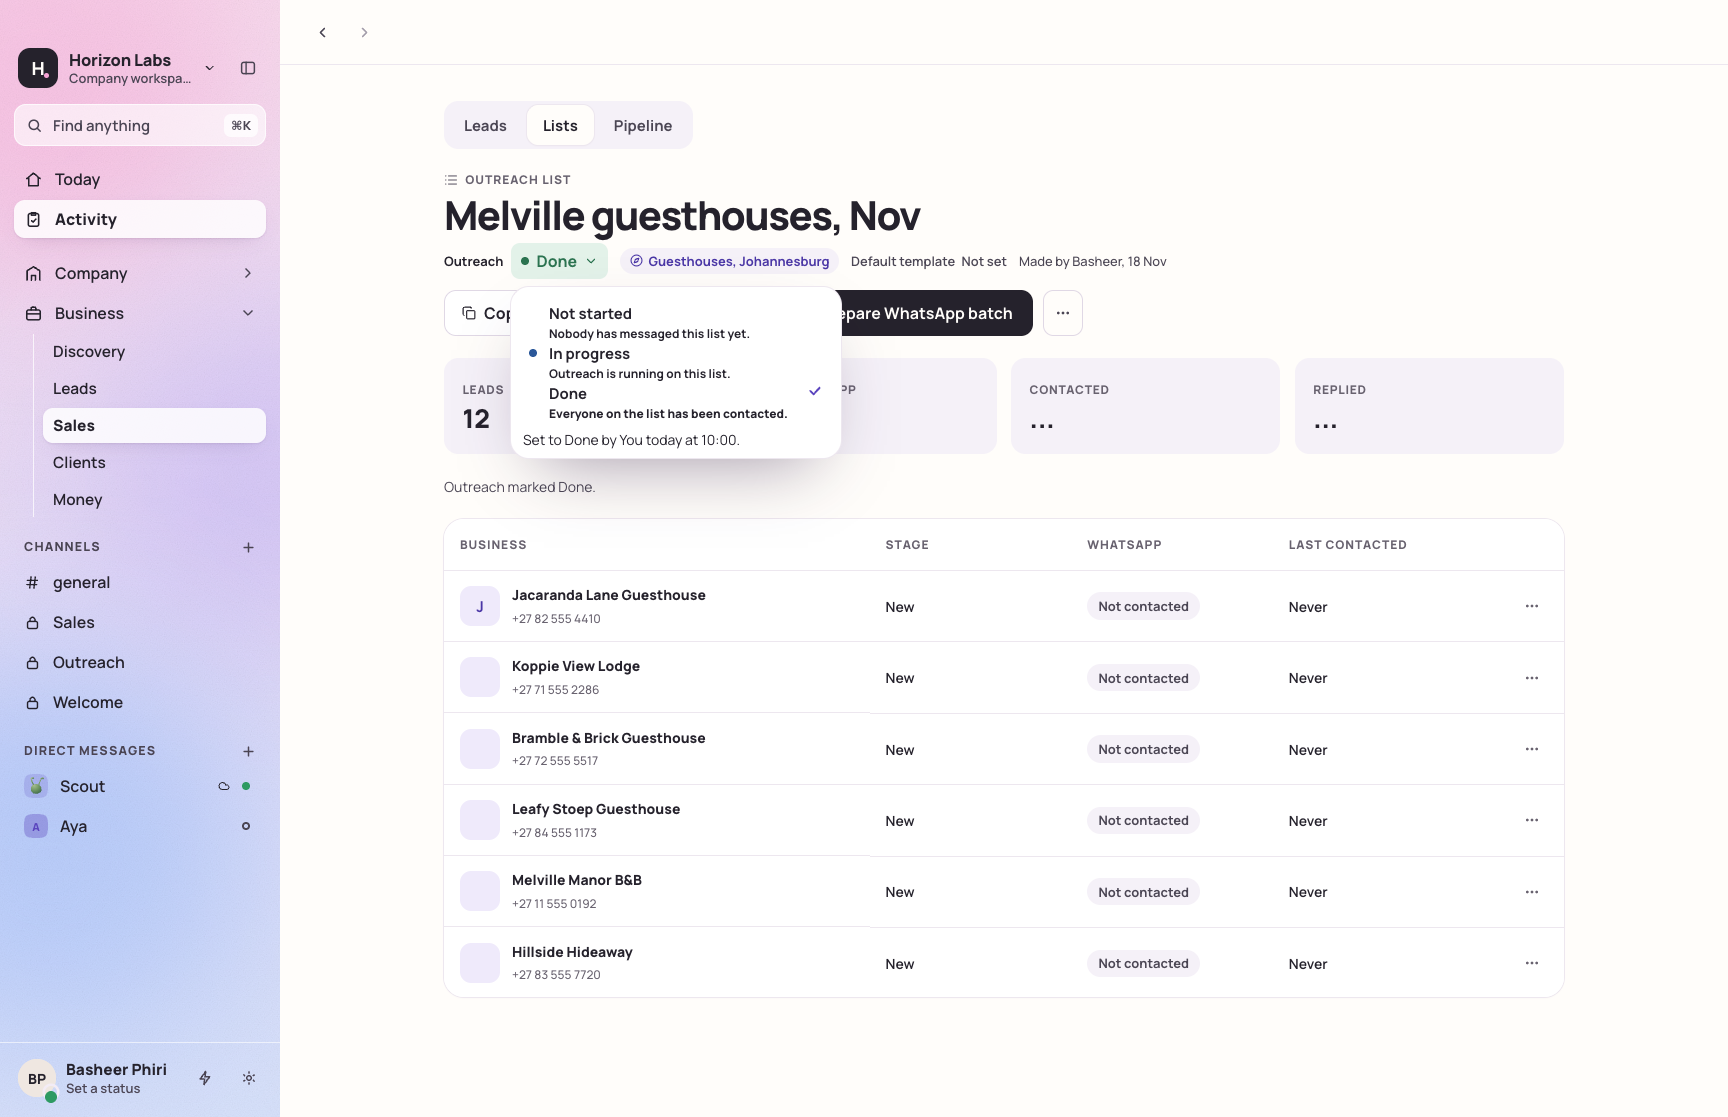 H.
Horizon Labs
Company workspa...
Find anything
⌘K
Today
Activity
Company
Business
Discovery
Leads
Sales
Clients
Money
CHANNELS
# general
Sales
Outreach
Welcome
DIRECT MESSAGES
Scout
A
Aya
BP
Basheer Phiri
Set a status
Leads
Lists
Pipeline
OUTREACH LIST
Melville guesthouses, Nov
Outreach
Done
Guesthouses, Johannesburg
Default template Not set
Made by Basheer, 18 Nov
epare WhatsApp batch
Not started
Nobody has messaged this list yet.
In progress
Outreach is running on this list.
Done
Everyone on the list has been contacted.
Set to Done by You today at 10:00.
LEADS
12
PP
CONTACTED
...
REPLIED
...
Outreach marked Done.
BUSINESS STAGE WHATSAPP LAST CONTACTED
J
Jacaranda Lane Guesthouse
+27 82 555 4410
New
Not contacted
Never
Koppie View Lodge
+27 71 555 2286
New
Not contacted
Never
Bramble & Brick Guesthouse
+27 72 555 5517
New
Not contacted
Never
Leafy Stoep Guesthouse
+27 84 555 1173
New
Not contacted
Never
Melville Manor B&B
+27 11 555 0192
New
Not contacted
Never
Hillside Hideaway
+27 83 555 7720
New
Not contacted
Never